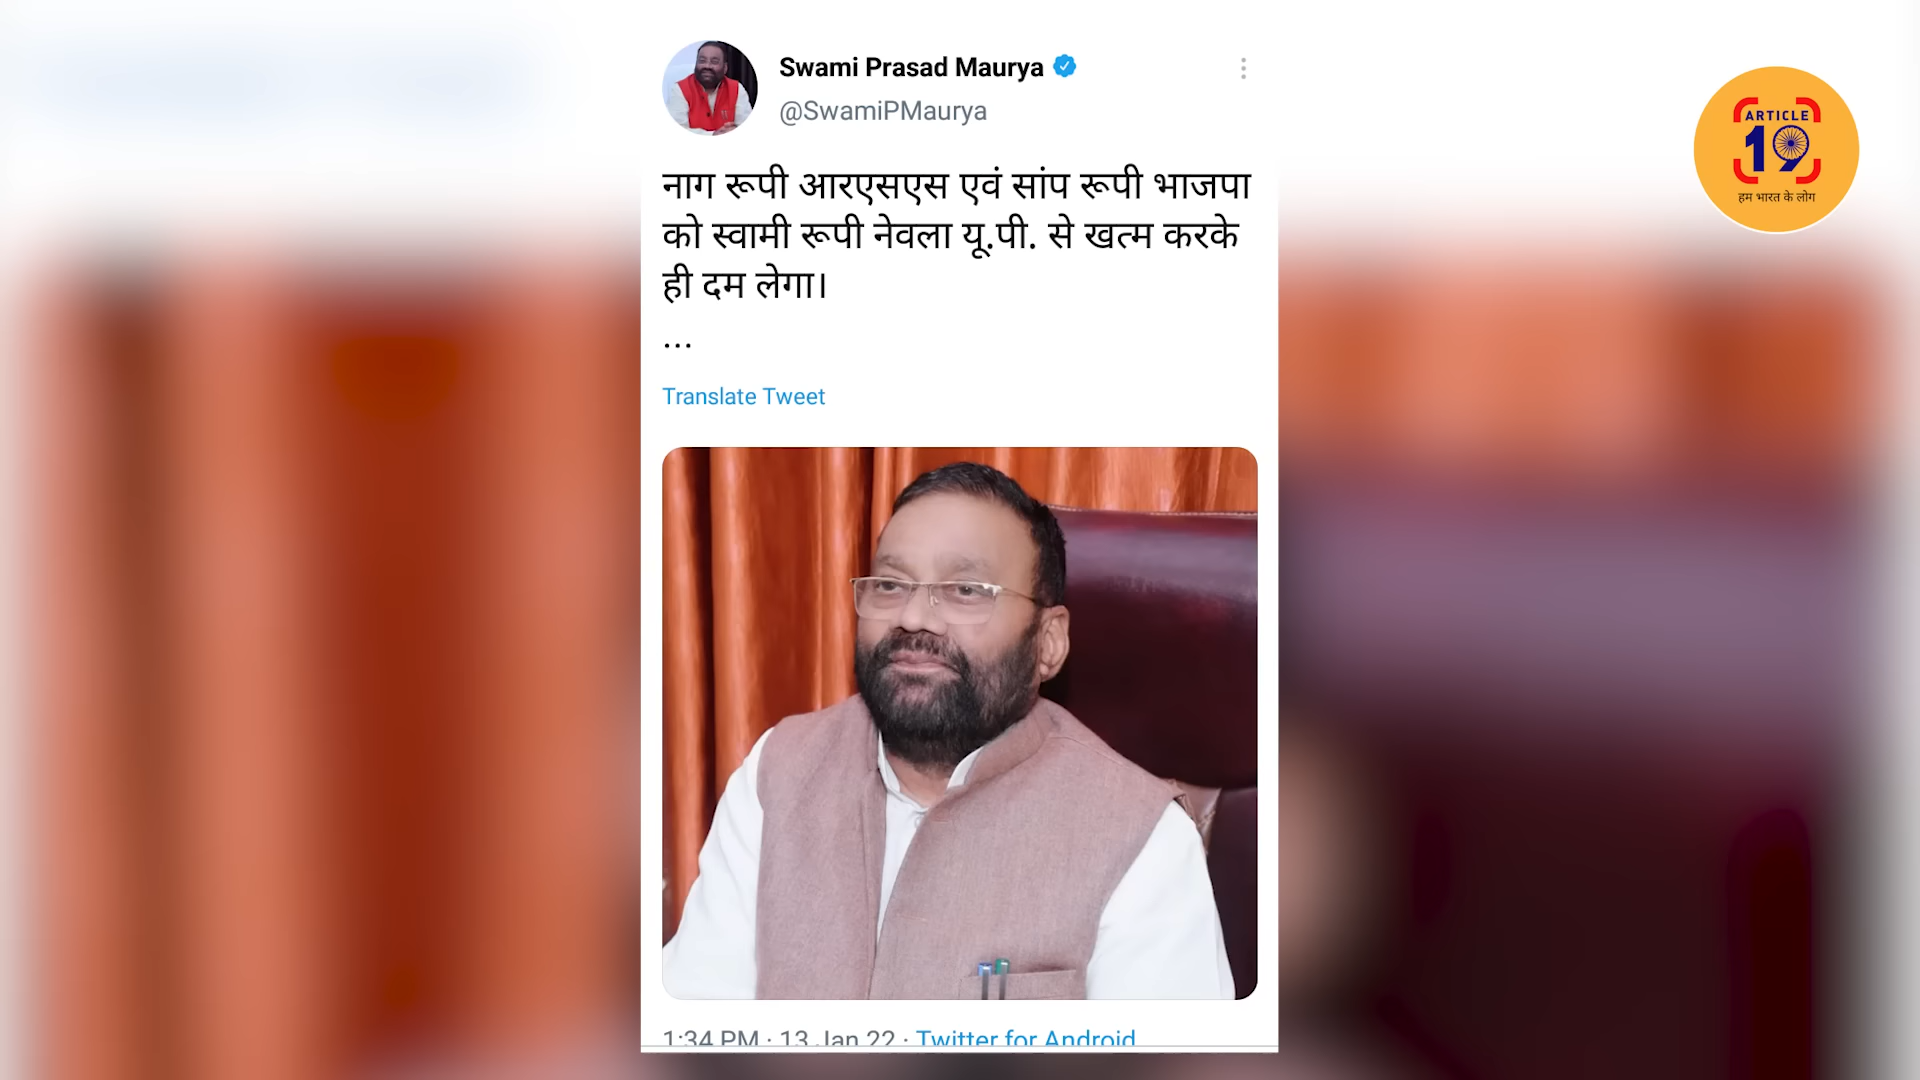 Swami Prasad Maurya
@SwamiPMaurya
नाग रूपी आरएसएस एवं सांप रूपी भाजपा
को स्वामी रूपी नेवला यू.पी. से खत्म करके
ही दम लेगा।
...
Translate Tweet
1:34 PM · 13 Jan 22 · Twitter for Android
ARTICLE
19
हम भारत के लोग